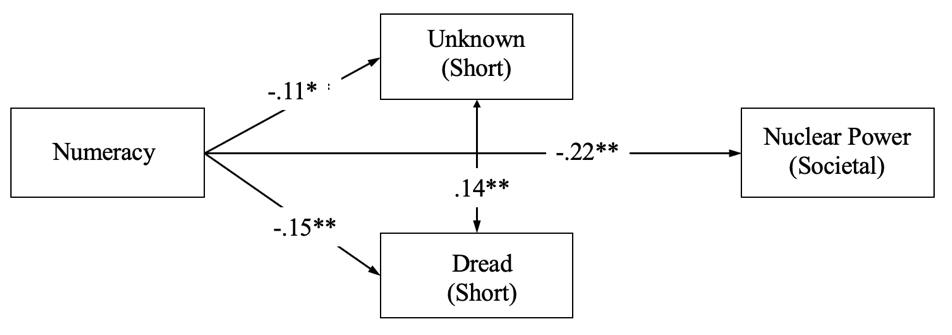 Unknown
(Short)
-.11*
Numeracy
Nuclear Power
(Societal)
-.22**
.14**
-.15**
Dread
(Short)